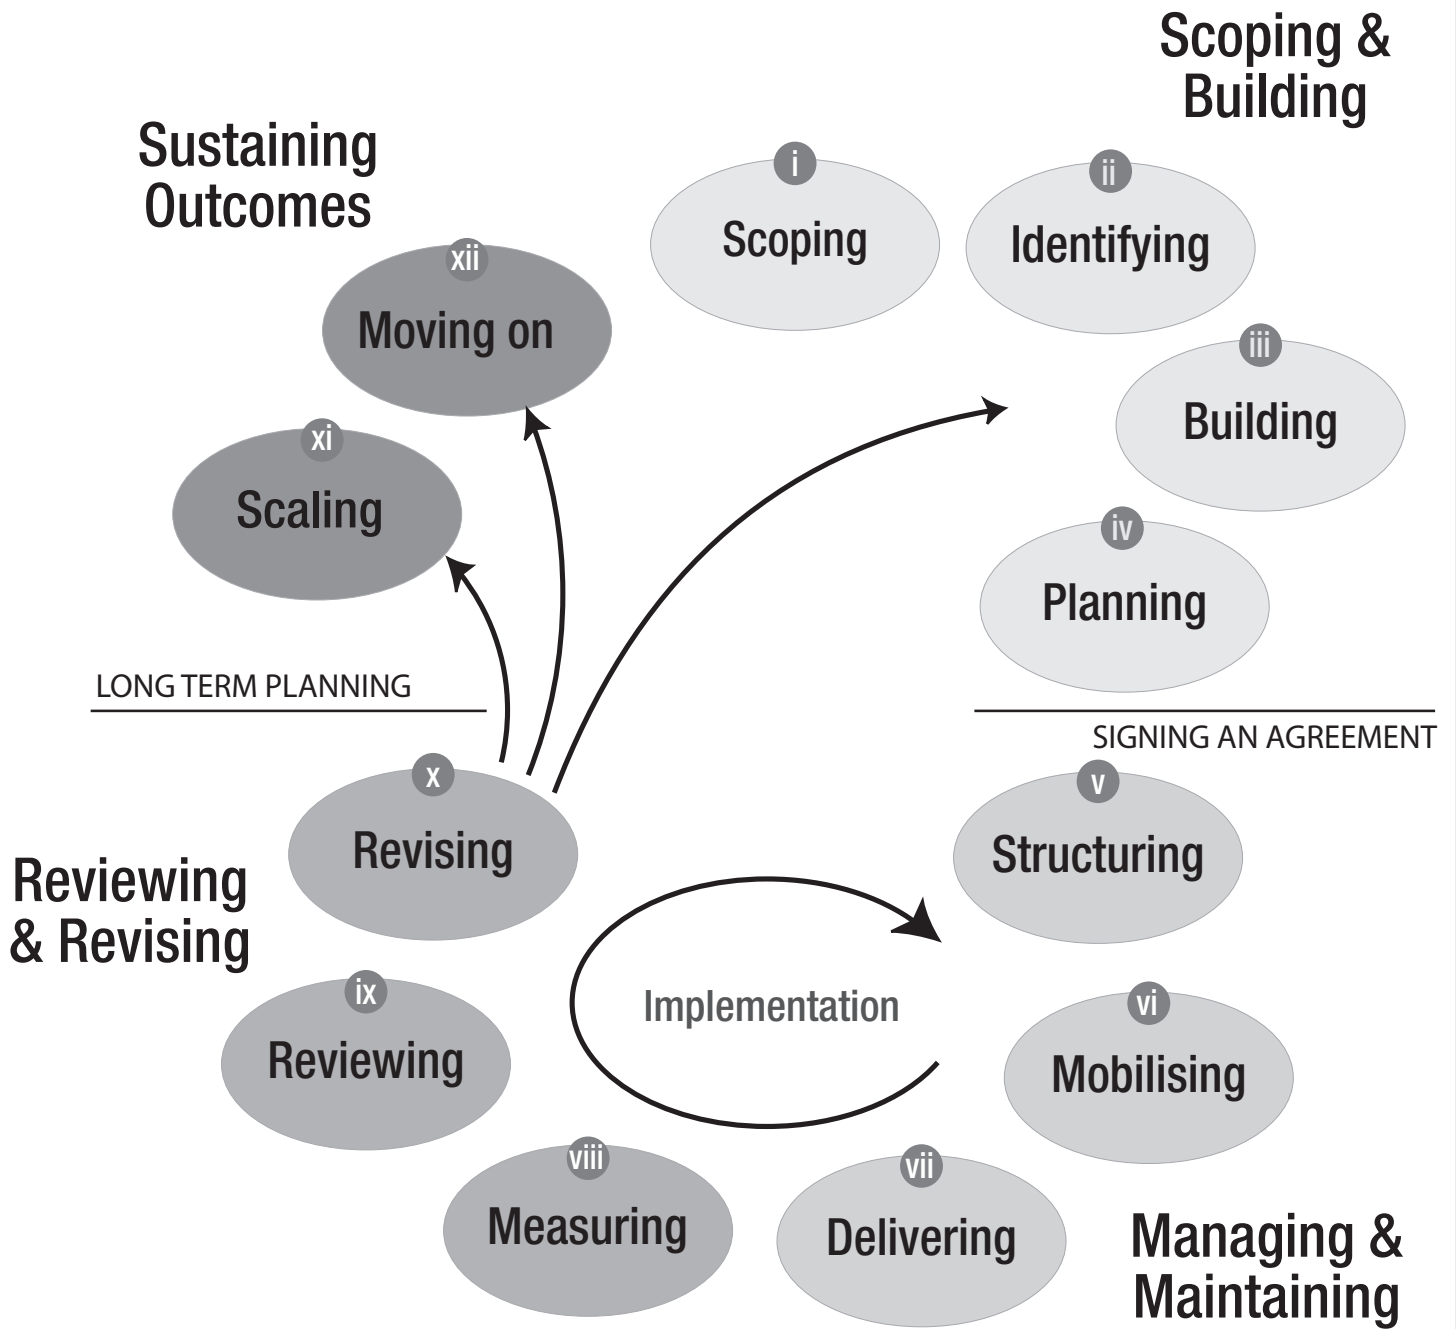 Scoping &
Building
i
Scoping
ii
Identifying
iii
Building
iv
Planning
SIGNING AN AGREEMENT
v
Structuring
vi
Mobilising
vii
Delivering
Managing &
Maintaining
viii
Measuring
ix
Reviewing
x
Revising
Reviewing
& Revising
Implementation
LONG TERM PLANNING
xi
Scaling
xii
Moving on
Sustaining
Outcomes